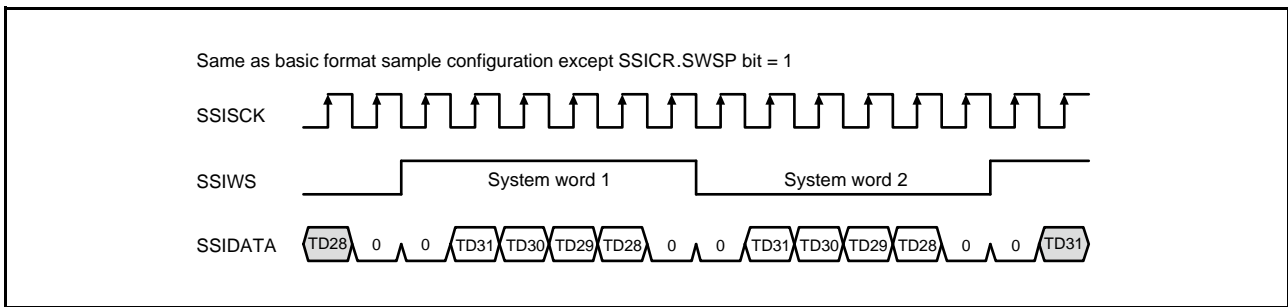 Same as basic format sample configuration except SSICR.SWSP bit = 1
SSISCK
SSIWS System word 1 System word 2
SSIDATA TD28 0 0 TD31 TD30 TD29 TD28 0 0 TD31 TD30 TD29 TD28 0 0 TD31